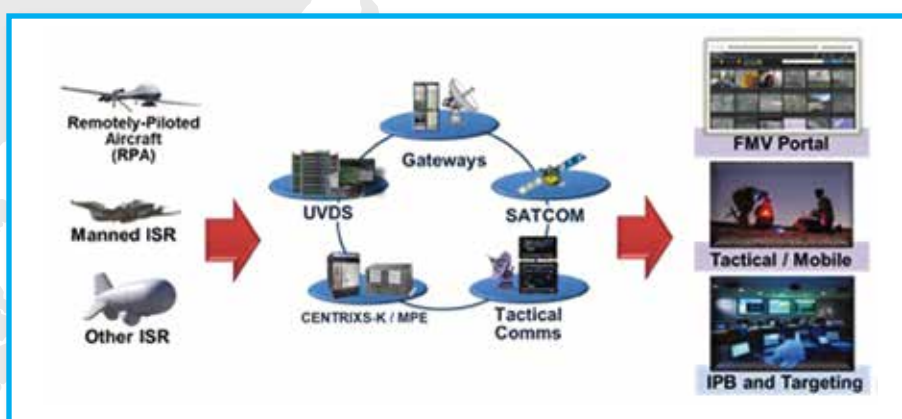 Remotely-Piloted
Aircraft
(RPA)
Manned ISR
Other ISR
Gateways
UVDS
SATCOM
CENTRIXS-K / MPE
Tactical
Comms
FMV Portal
Tactical / Mobile
IPB and Targeting